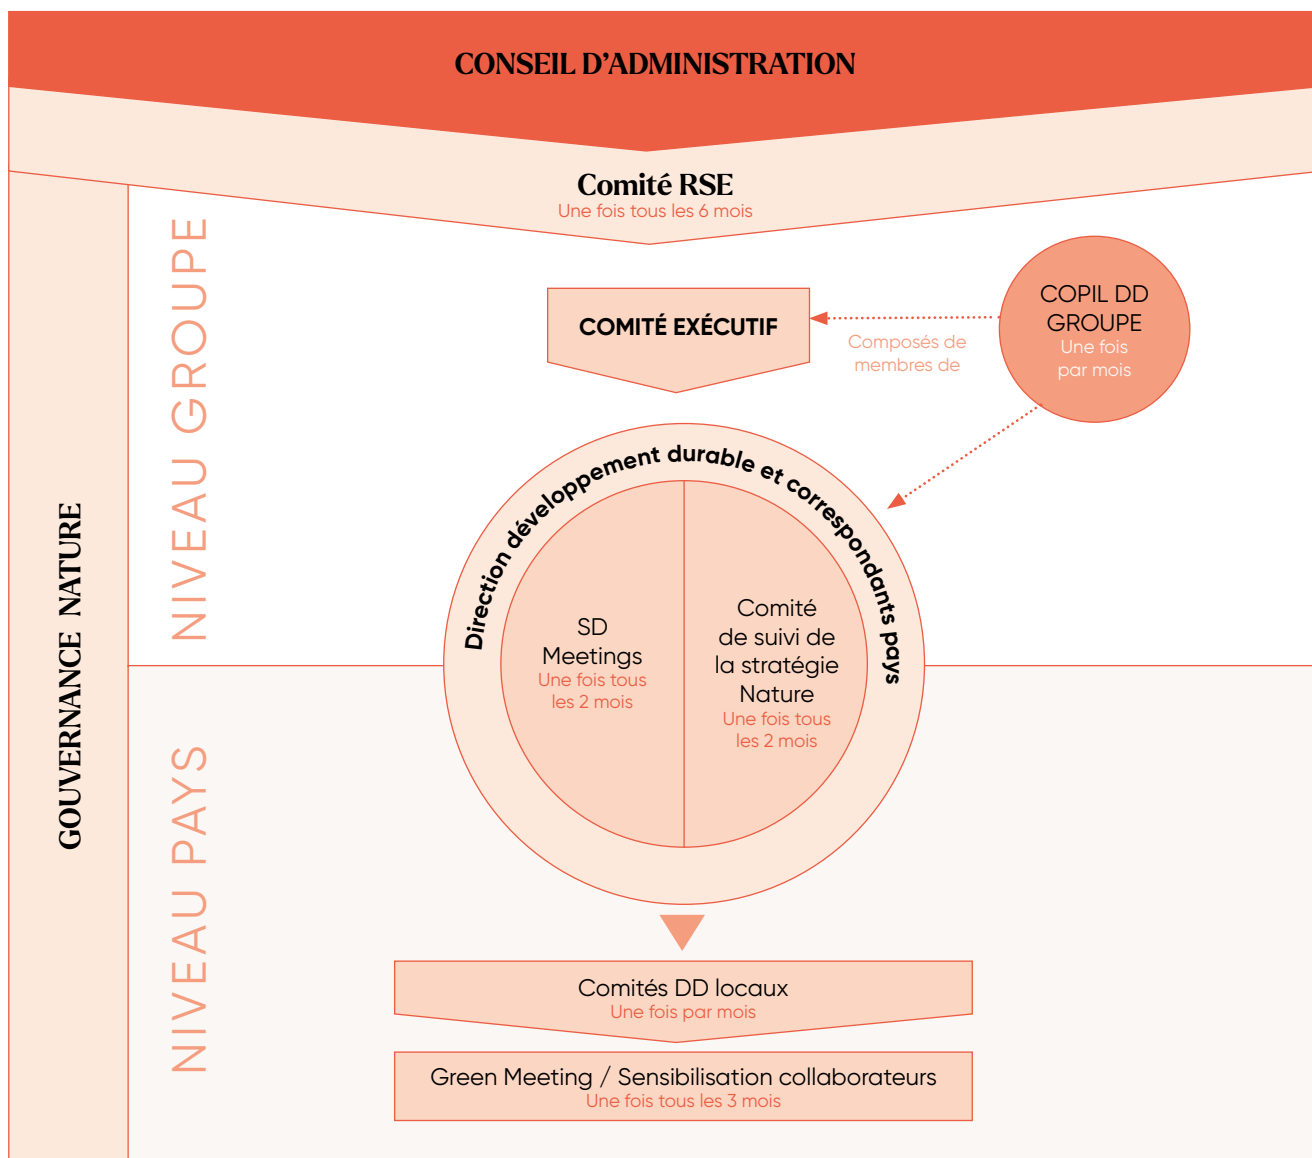 CONSEIL D’ADMINISTRATION
Comité RSE
Une fois tous les 6 mois
GOUVERNANCE NATURE
NIVEAU GROUPE
COMITÉ EXÉCUTIF
Composés de
membres de
COPIL DD
GROUPE
Une fois
par mois
Direction développement durable et correspondants pays
SD
Meetings
Une fois tous
les 2 mois
Comité
de suivi de
la stratégie
Nature
Une fois tous
les 2 mois
NIVEAU PAYS
Comités DD locaux
Une fois par mois
Green Meeting / Sensibilisation collaborateurs
Une fois tous les 3 mois